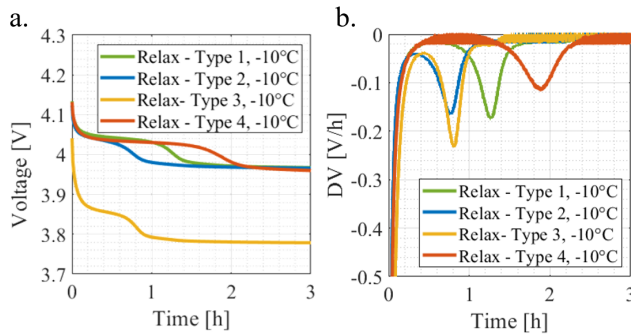 a.
4.3
4.2
4.1
4
3.9
3.8
3.7
Voltage [V]
Relax - Type 1, -10°C
Relax - Type 2, -10°C
Relax- Type 3, -10°C
Relax - Type 4, -10°C
0
1
2
3
Time [h]
b.
0
-0.1
-0.2
-0.3
-0.4
-0.5
DV [V/h]
Relax - Type 1, -10°C
Relax - Type 2, -10°C
Relax- Type 3, -10°C
Relax - Type 4, -10°C
0
1
2
3
Time [h]